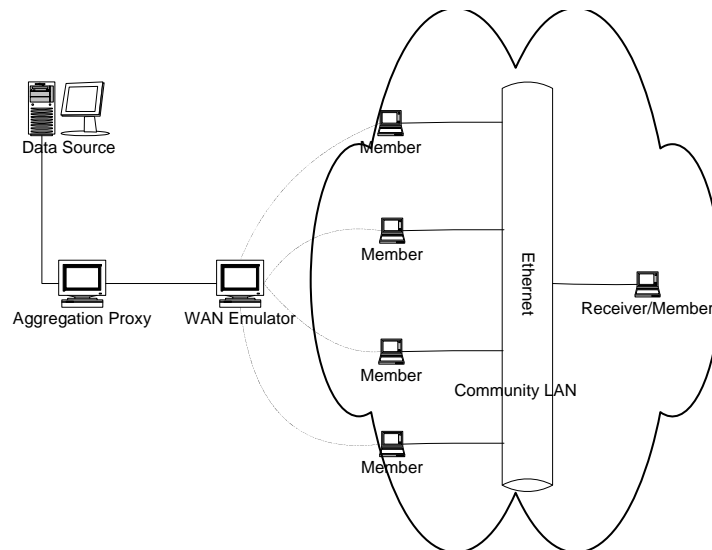 Data Source
Member
Member
Ethernet
Aggregation Proxy
WAN Emulator
Receiver/Member
Member
Community LAN
Member